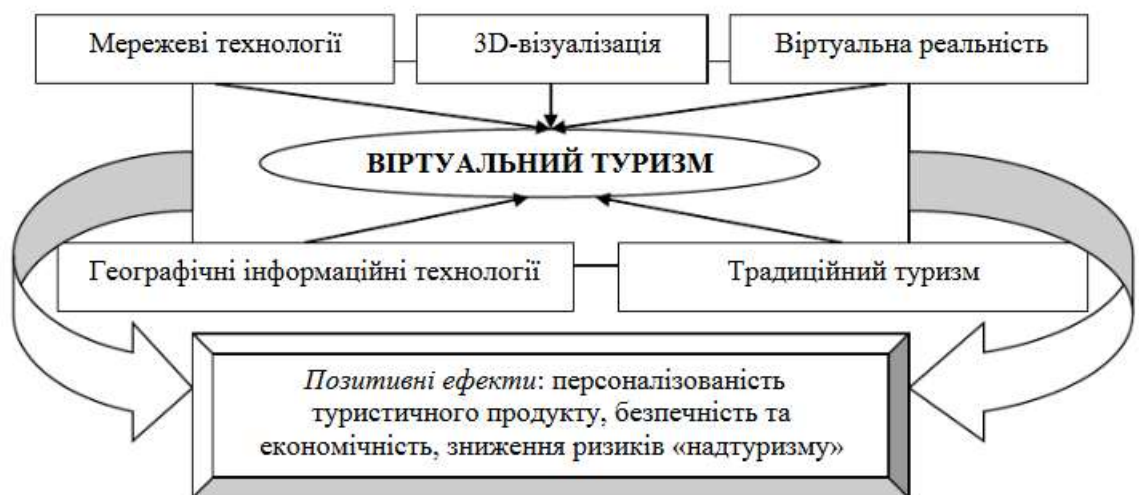 Мережеві технології
3D-візуалізація
Віртуальна реальність
ВІРТУАЛЬНИЙ ТУРИЗМ
Географічні інформаційні технології
Традиційний туризм
Позитивні ефекти: персоналізованість
туристичного продукту, безпечність та
економічність, зниження ризиків «надтуризму»